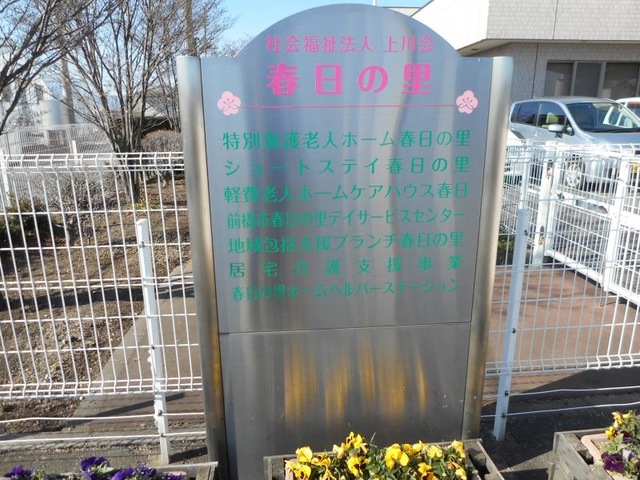 社会福祉法人 上川会
春日の里
特別養護老人ホーム春日の里
ショートステイ春日の里
軽費老人ホームケアハウス春日
前橋市春日の里デイサービスセンター
地域包括支援ブランチ春日の里
居宅介護支援事業
春日の里ホームヘルパーステーション